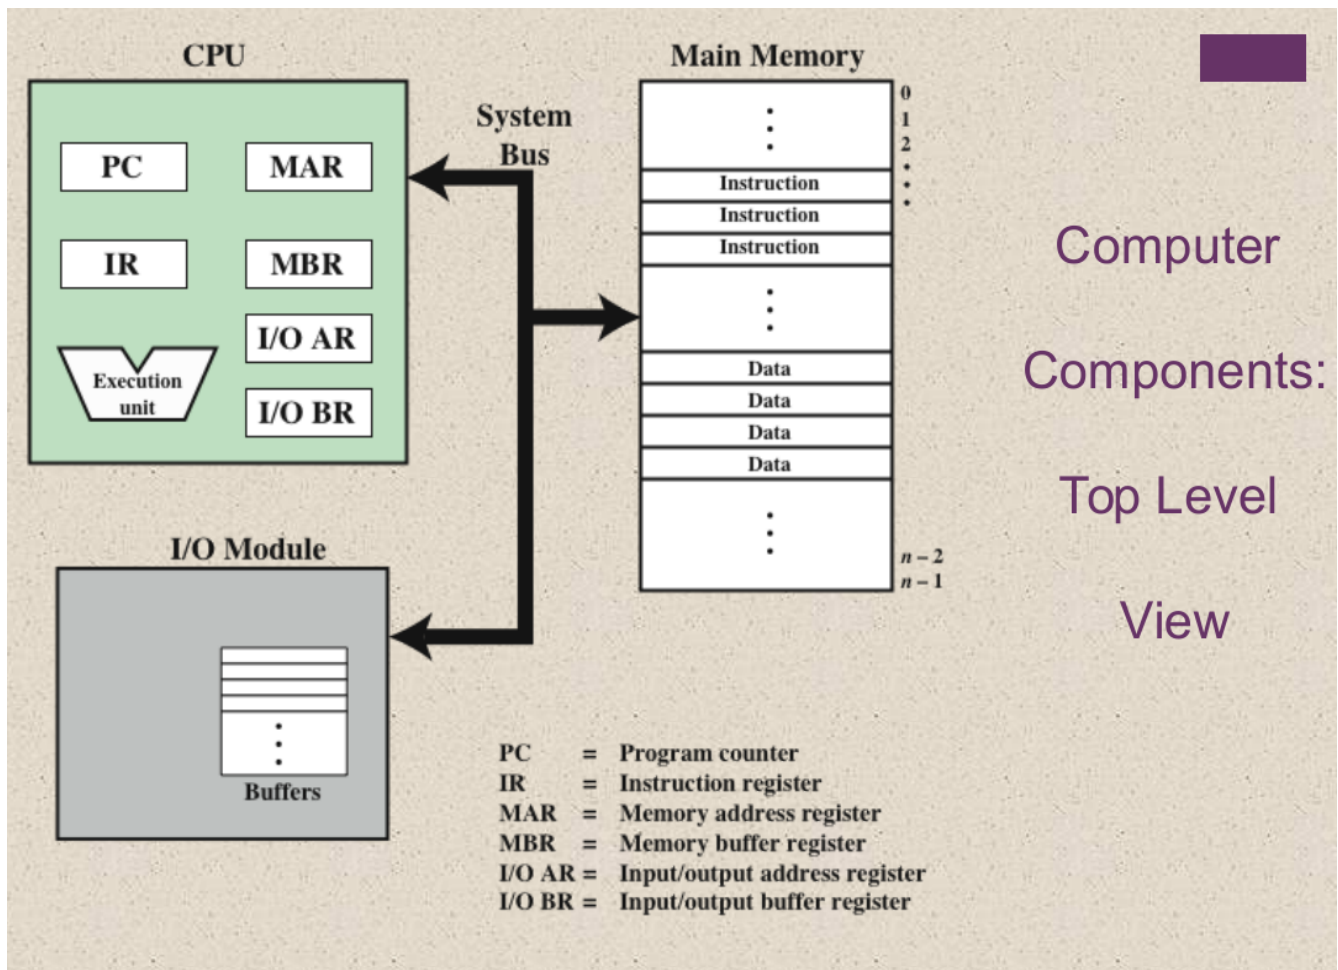 CPU
PC
MAR
IR
MBR
I/O AR
I/O BR
Execution
unit
System
Bus
Main Memory
0
1
2
Instruction
Instruction
Instruction
Data
Data
Data
Data
n – 2
n – 1
I/O Module
Buffers
PC = Program counter
IR = Instruction register
MAR = Memory address register
MBR = Memory buffer register
I/O AR = Input/output address register
I/O BR = Input/output buffer register
Computer
Components:
Top Level
View